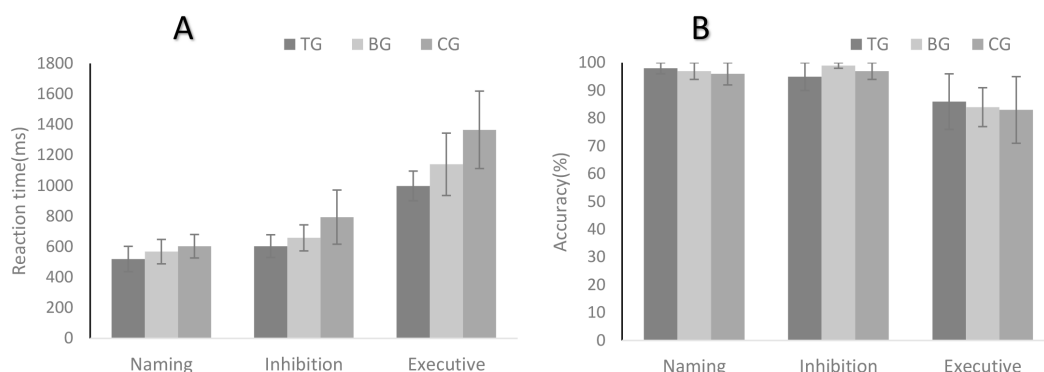 A
TG BG CG
Reaction time(ms)
1800
1600
1400
1200
1000
800
600
400
200
0
Naming Inhibition Executive
B
TG BG CG
Accuracy(%)
100
90
80
70
60
50
40
30
20
10
0
Naming Inhibition Executive